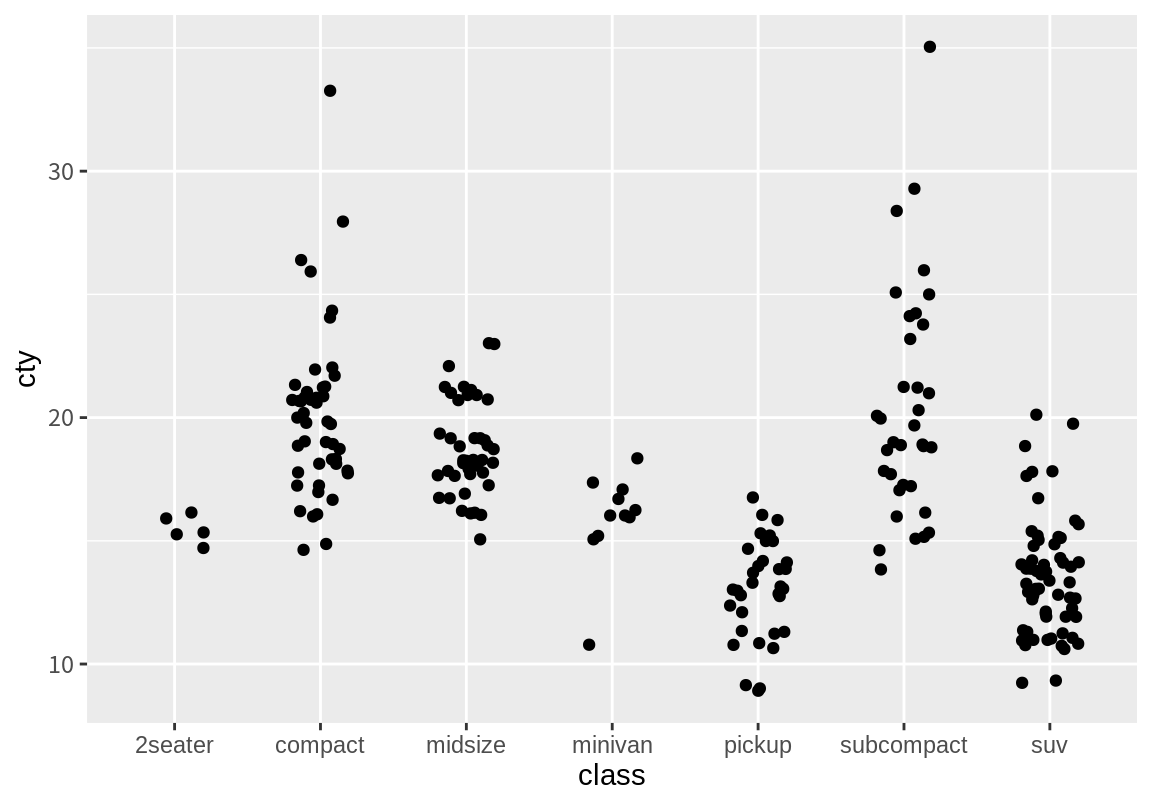 cty
30
20
10
2seater compact midsize minivan pickup subcompact suv
class